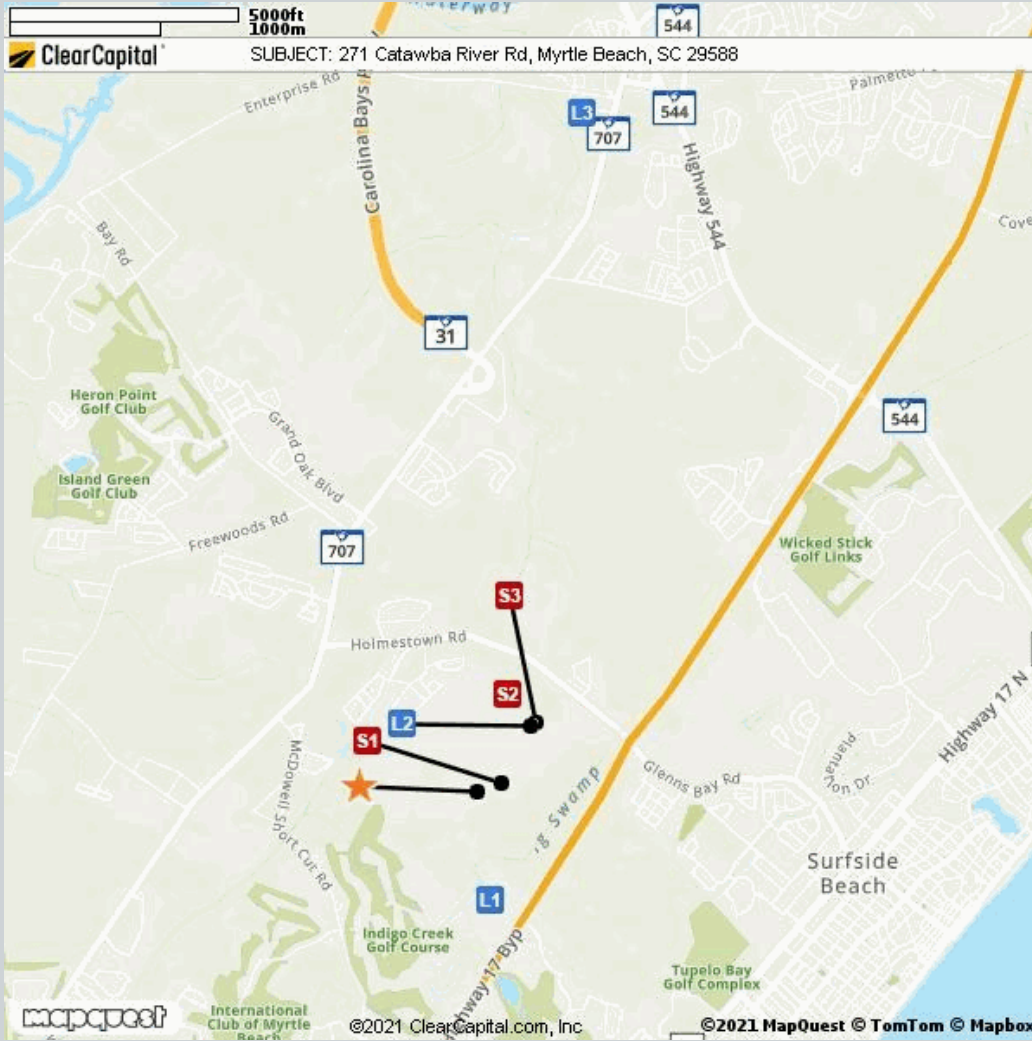 5000ft
1000m
544
ClearCapital
SUBJECT: 271 Catawba River Rd, Myrtle Beach, SC 29588
Enterprise Rd
Carolina Bays P
L3
707
544
Highway 544
Cove
Bay Rd
31
Heron Point
Golf Club
Grand Oak Blvd
544
Island Green
Golf Club
Freewoods Rd
707
Wicked Stick
Golf Links
S3
Holmestown Rd
S2
L2
S1
Highway 17 N
McDowell Short Cut Rd
Glenns Bay Rd
Plantation Dr
g Swamp
Surfside
Beach
L1
Indigo Creek
Golf Course
Highway 17 Byp
Tupelo Bay
Golf Complex
mapquest
International
Club of Myrtle
Beach
©2021 ClearCapital.com, Inc
©2021 MapQuest © TomTom © Mapbox